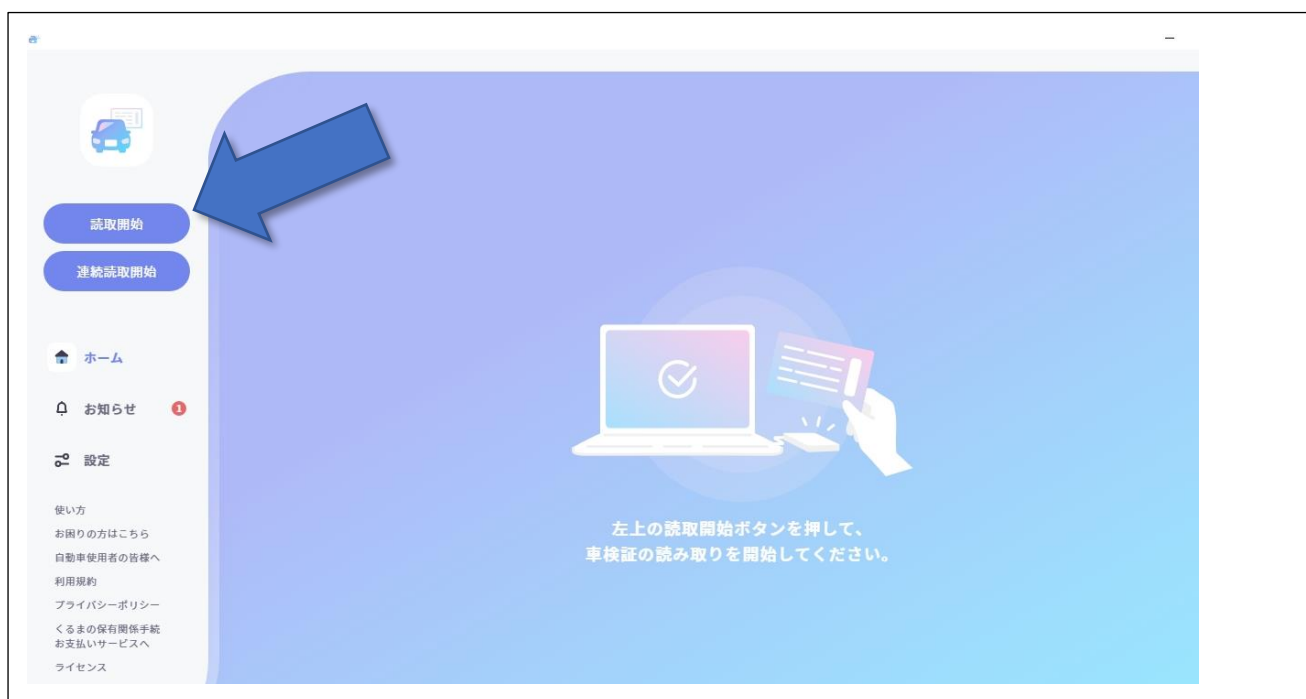 読取開始
連続読取開始
ホーム
お知らせ 1
設定
使い方
お困りの方はこちら
自動車使用者の皆様へ
利用規約
プライバシーポリシー
くるまの保有関係手続
お支払いサービスへ
ライセンス
左上の読取開始ボタンを押して、
車検証の読み取りを開始してください。